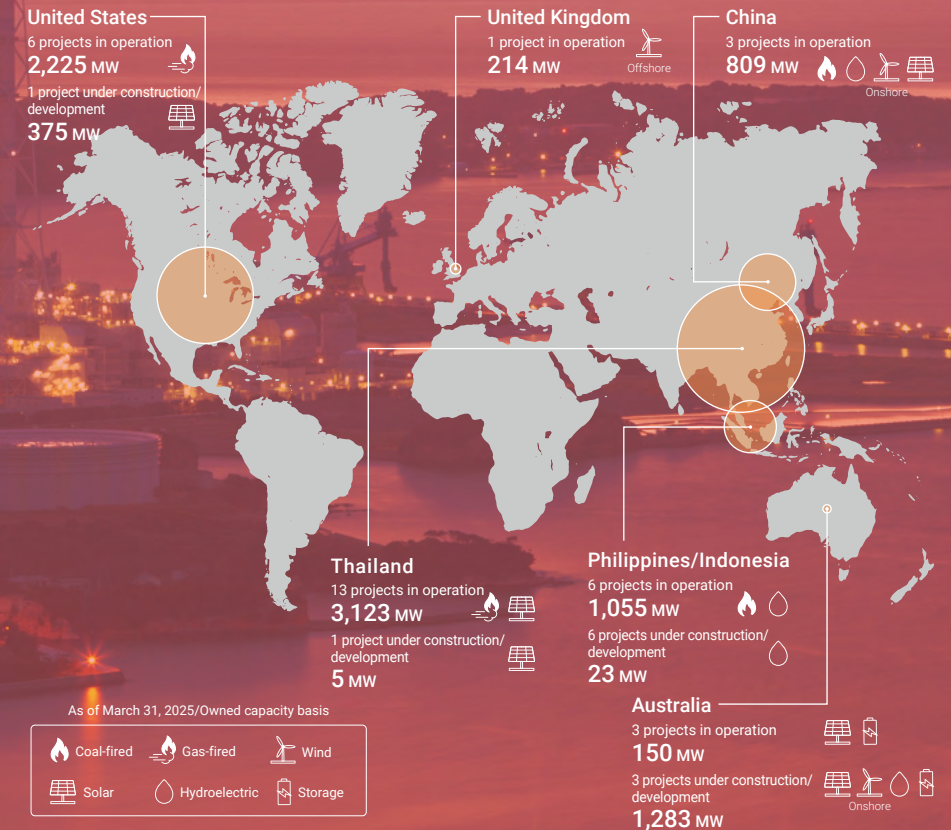 United States
6 projects in operation
2,225 MW
1 project under construction/
development
375 MW
United Kingdom
1 project in operation
214 MW
Offshore
China
3 projects in operation
809 MW
Onshore
Thailand
13 projects in operation
3,123 MW
1 project under construction/
development
5 MW
Philippines/Indonesia
6 projects in operation
1,055 MW
6 projects under construction/
development
23 MW
Australia
3 projects in operation
150 MW
3 projects under construction/
development
Onshore
1,283 MW
As of March 31, 2025/Owned capacity basis
Coal-fired
Gas-fired
Wind
Solar
Hydroelectric
Storage